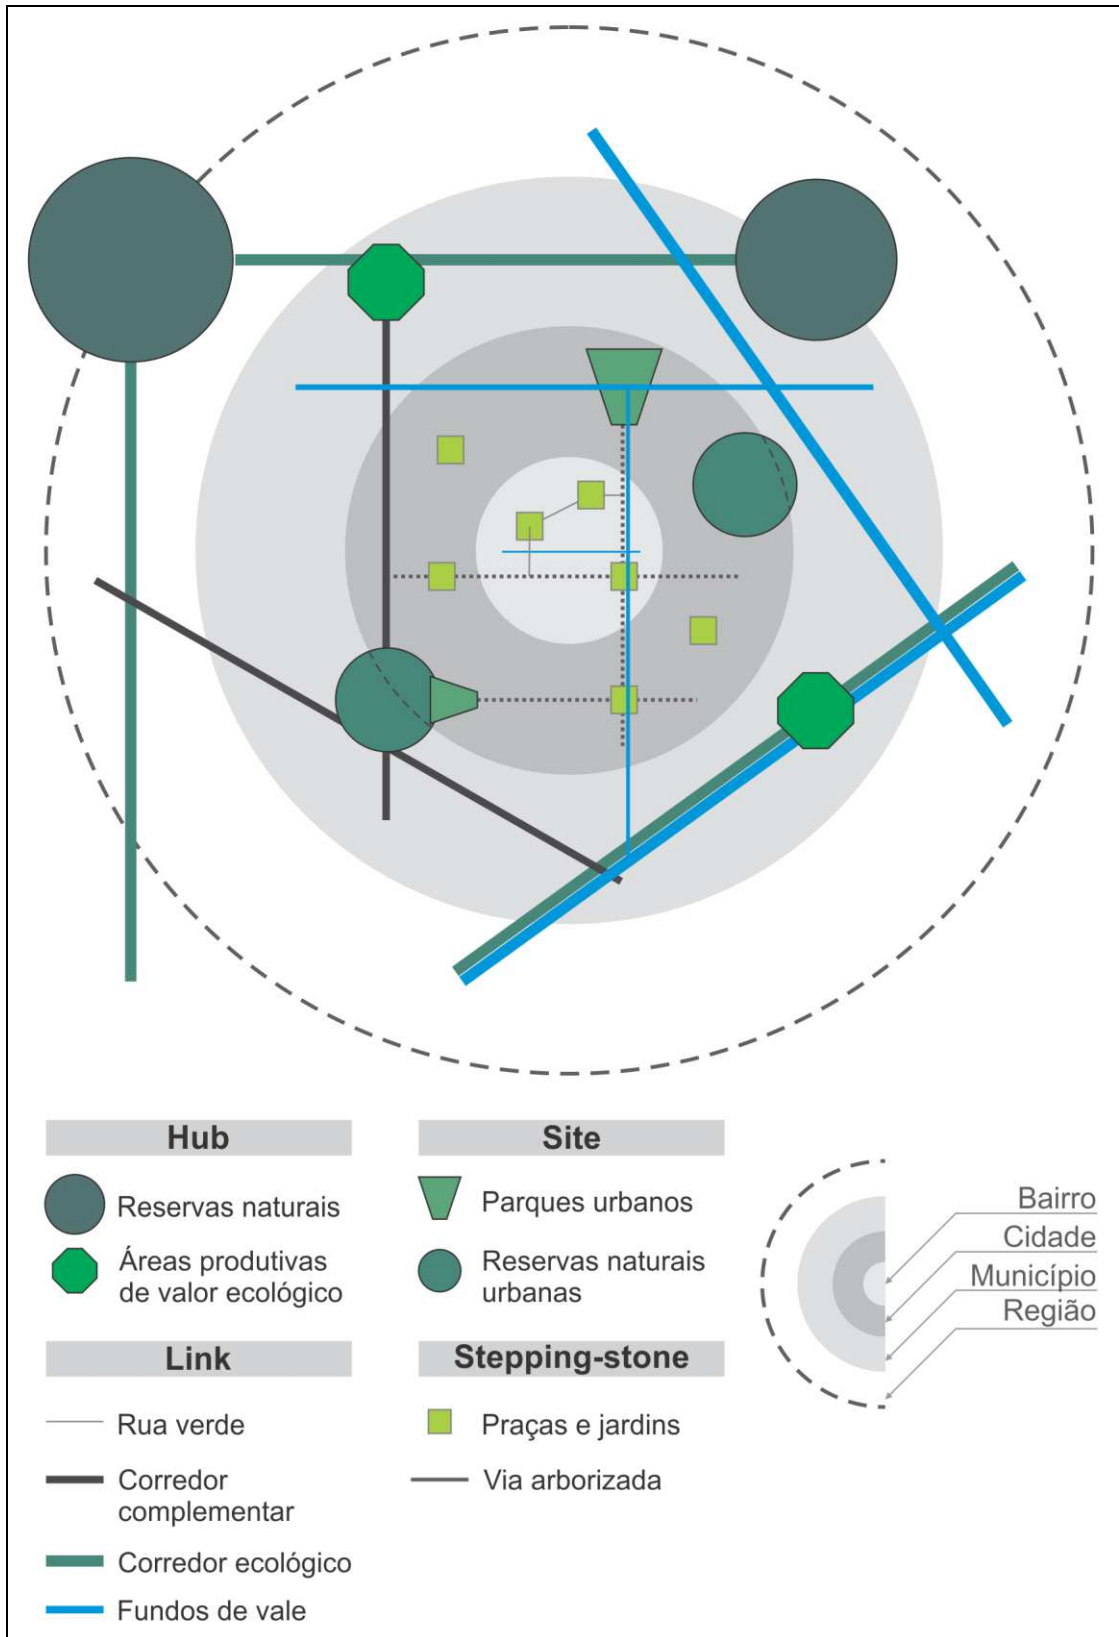 Hub
Reservas naturais
Áreas produtivas
de valor ecológico
Site
Parques urbanos
Reservas naturais
urbanas
Link
Rua verde
Corredor
complementar
Corredor ecológico
Fundos de vale
Stepping-stone
Praças e jardins
Via arborizada
Bairro
Cidade
Município
Região